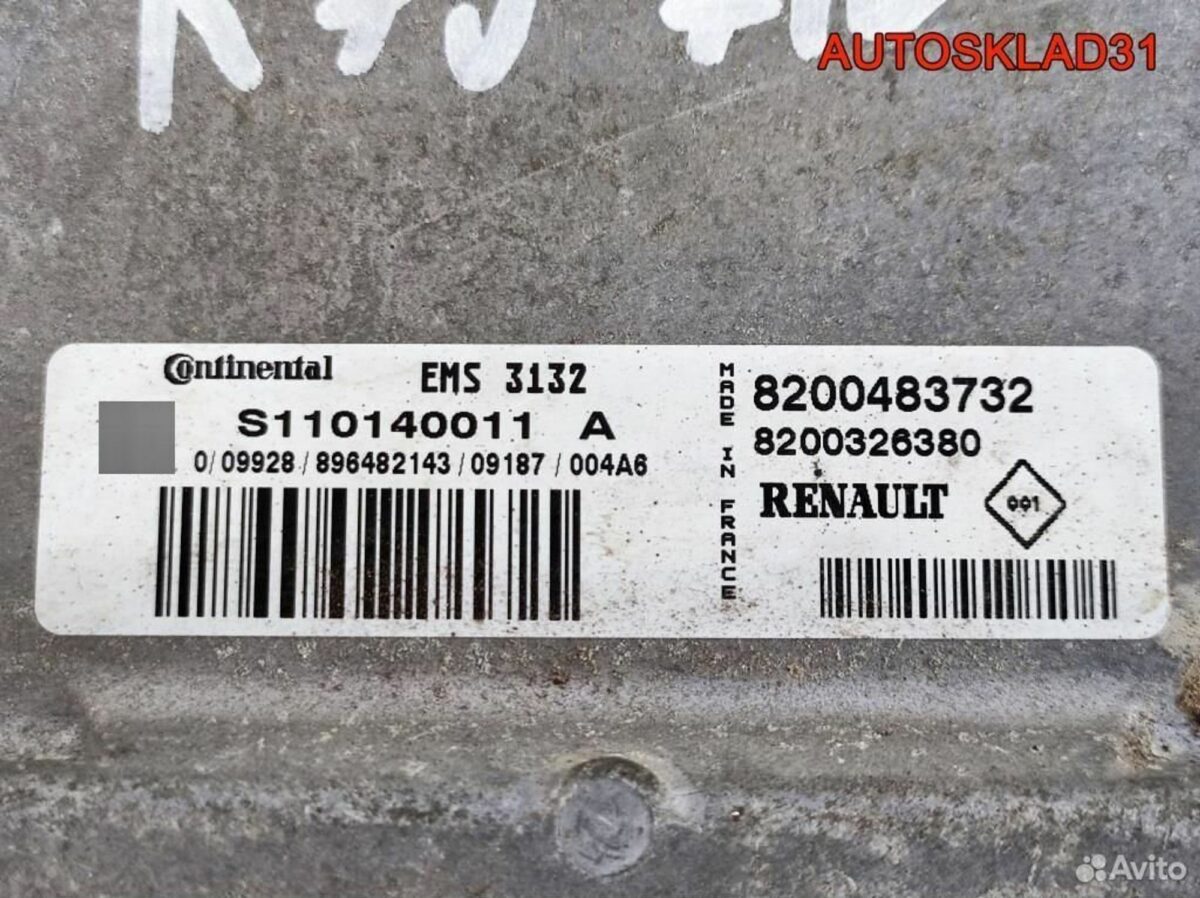 AUTOSKLAD31
Continental
EMS 3132
S110140011 A
0/09928/896482143/09187/004A6
MADE IN FRANCE
8200483732
8200326380
RENAULT
001
Avito